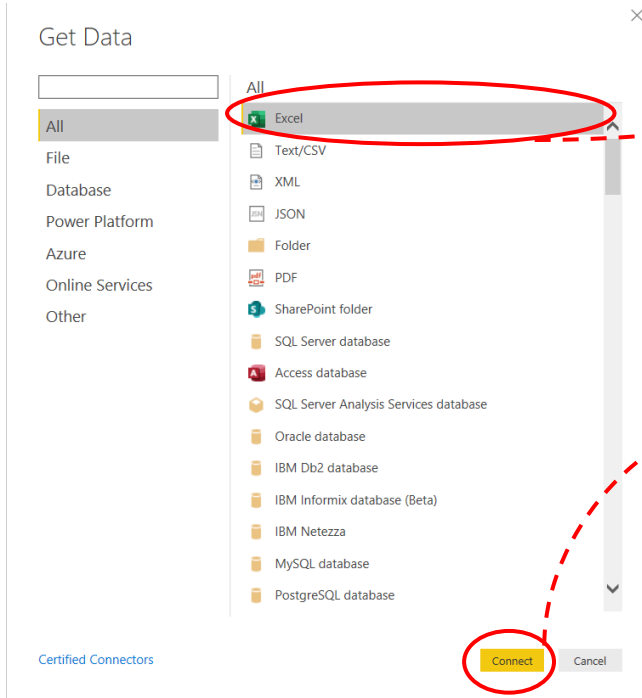 Get Data
All
File
Database
Power Platform
Azure
Online Services
Other
All
Excel
Text/CSV
XML
JSON
Folder
PDF
SharePoint folder
SQL Server database
Access database
SQL Server Analysis Services database
Oracle database
IBM Db2 database
IBM Informix database (Beta)
IBM Netezza
MySQL database
PostgreSQL database
Certified Connectors
Connect
Cancel